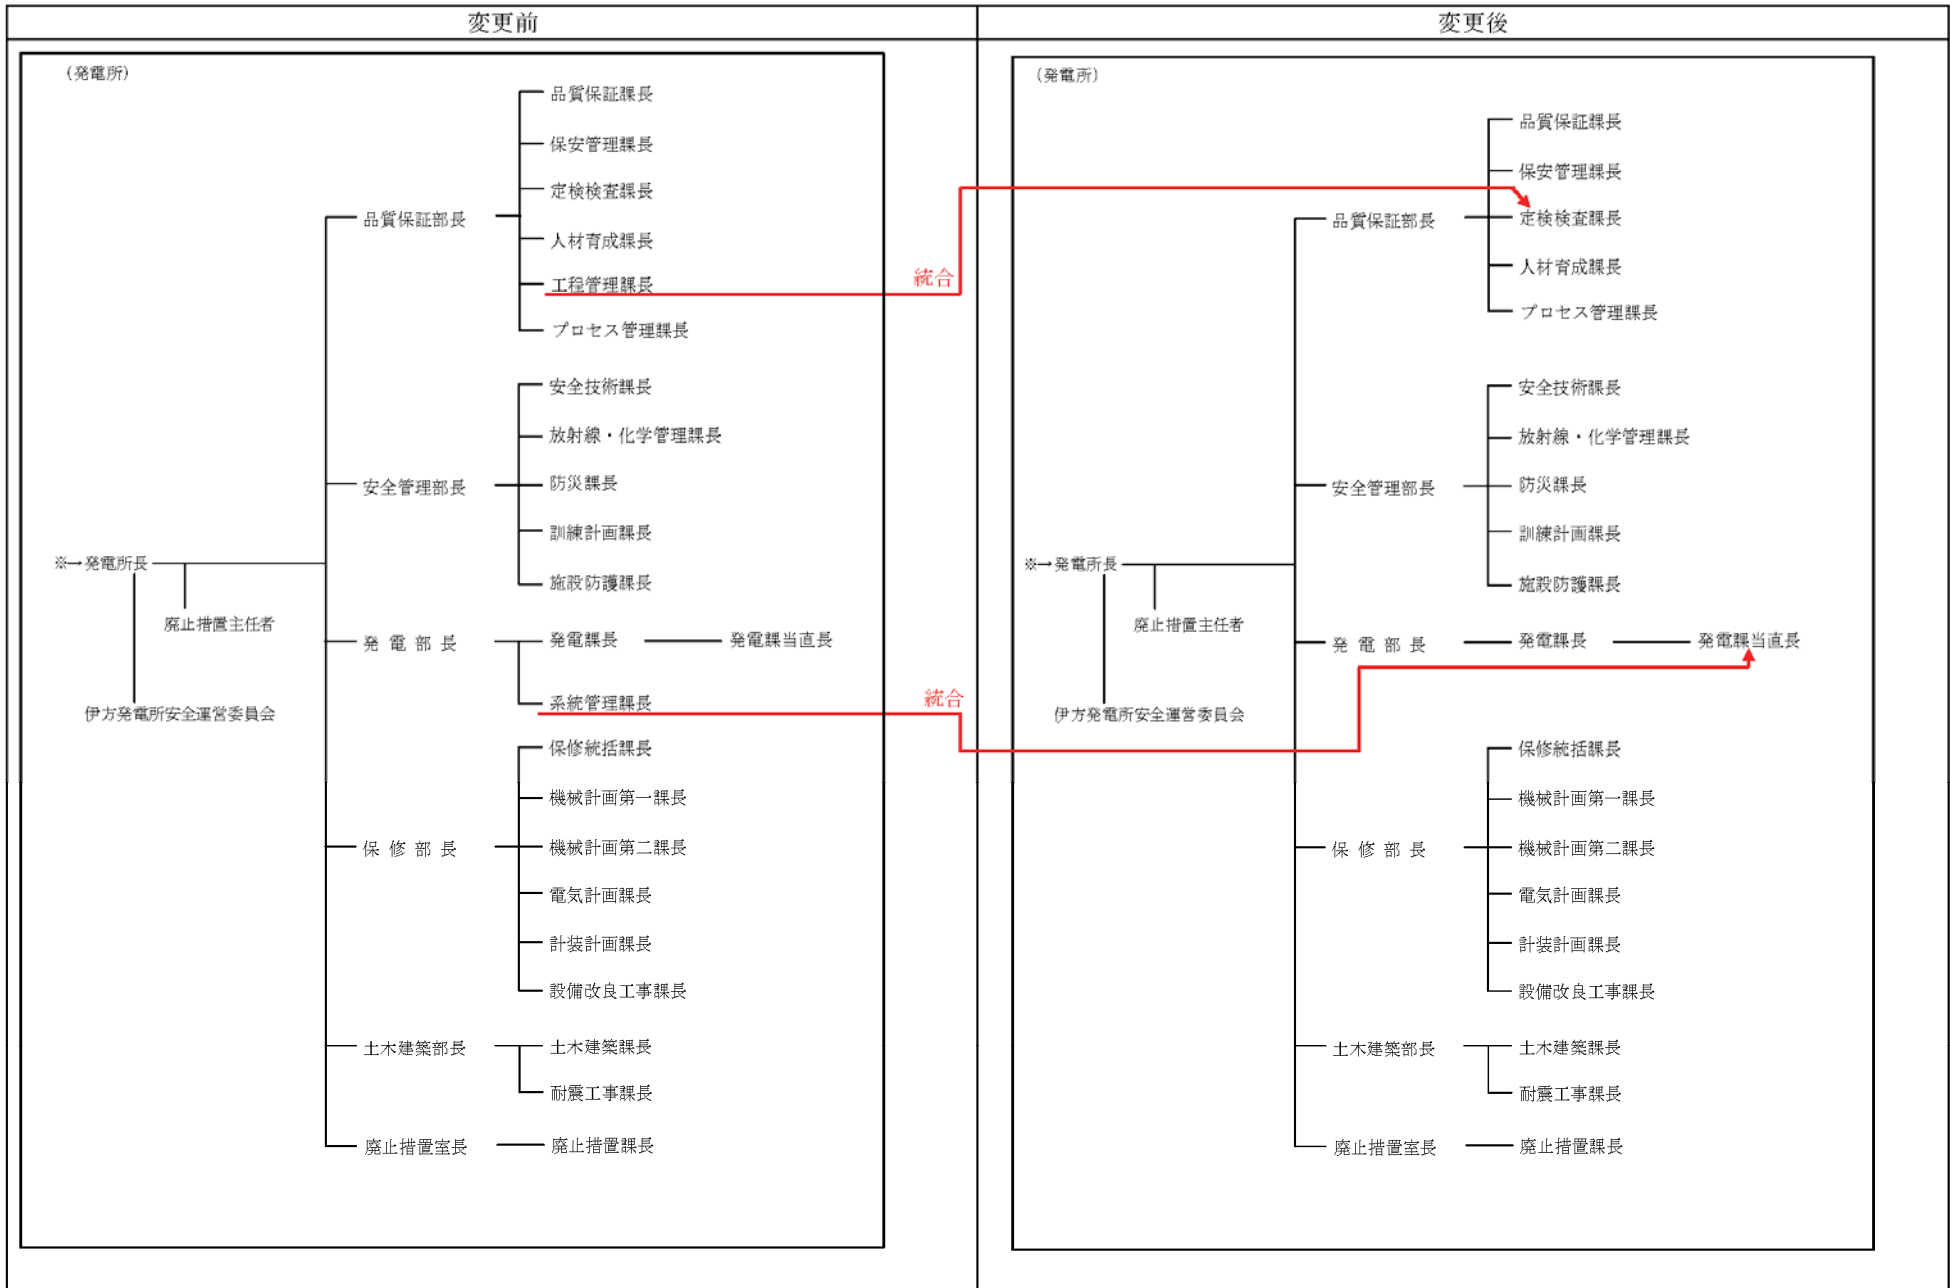 変更前
変更後
(発電所)
品質保証課長
保安管理課長
定検検査課長
品質保証部長
人材育成課長
工程管理課長
プロセス管理課長
安全技術課長
放射線・化学管理課長
安全管理部長
防災課長
訓練計画課長
施設防護課長
※→発電所長
廃止措置主任者
発電部長
発電課長
発電課当直長
系統管理課長
伊方発電所安全運営委員会
保修統括課長
機械計画第一課長
保修部長
機械計画第二課長
電気計画課長
計装計画課長
設備改良工事課長
土木建築部長
土木建築課長
耐震工事課長
廃止措置室長
廃止措置課長
統合
統合
(発電所)
品質保証課長
保安管理課長
品質保証部長
定検検査課長
人材育成課長
プロセス管理課長
安全技術課長
放射線・化学管理課長
安全管理部長
防災課長
訓練計画課長
施設防護課長
※→発電所長
廃止措置主任者
発電部長
発電課長
発電課当直長
伊方発電所安全運営委員会
保修統括課長
機械計画第一課長
保修部長
機械計画第二課長
電気計画課長
計装計画課長
設備改良工事課長
土木建築部長
土木建築課長
耐震工事課長
廃止措置室長
廃止措置課長